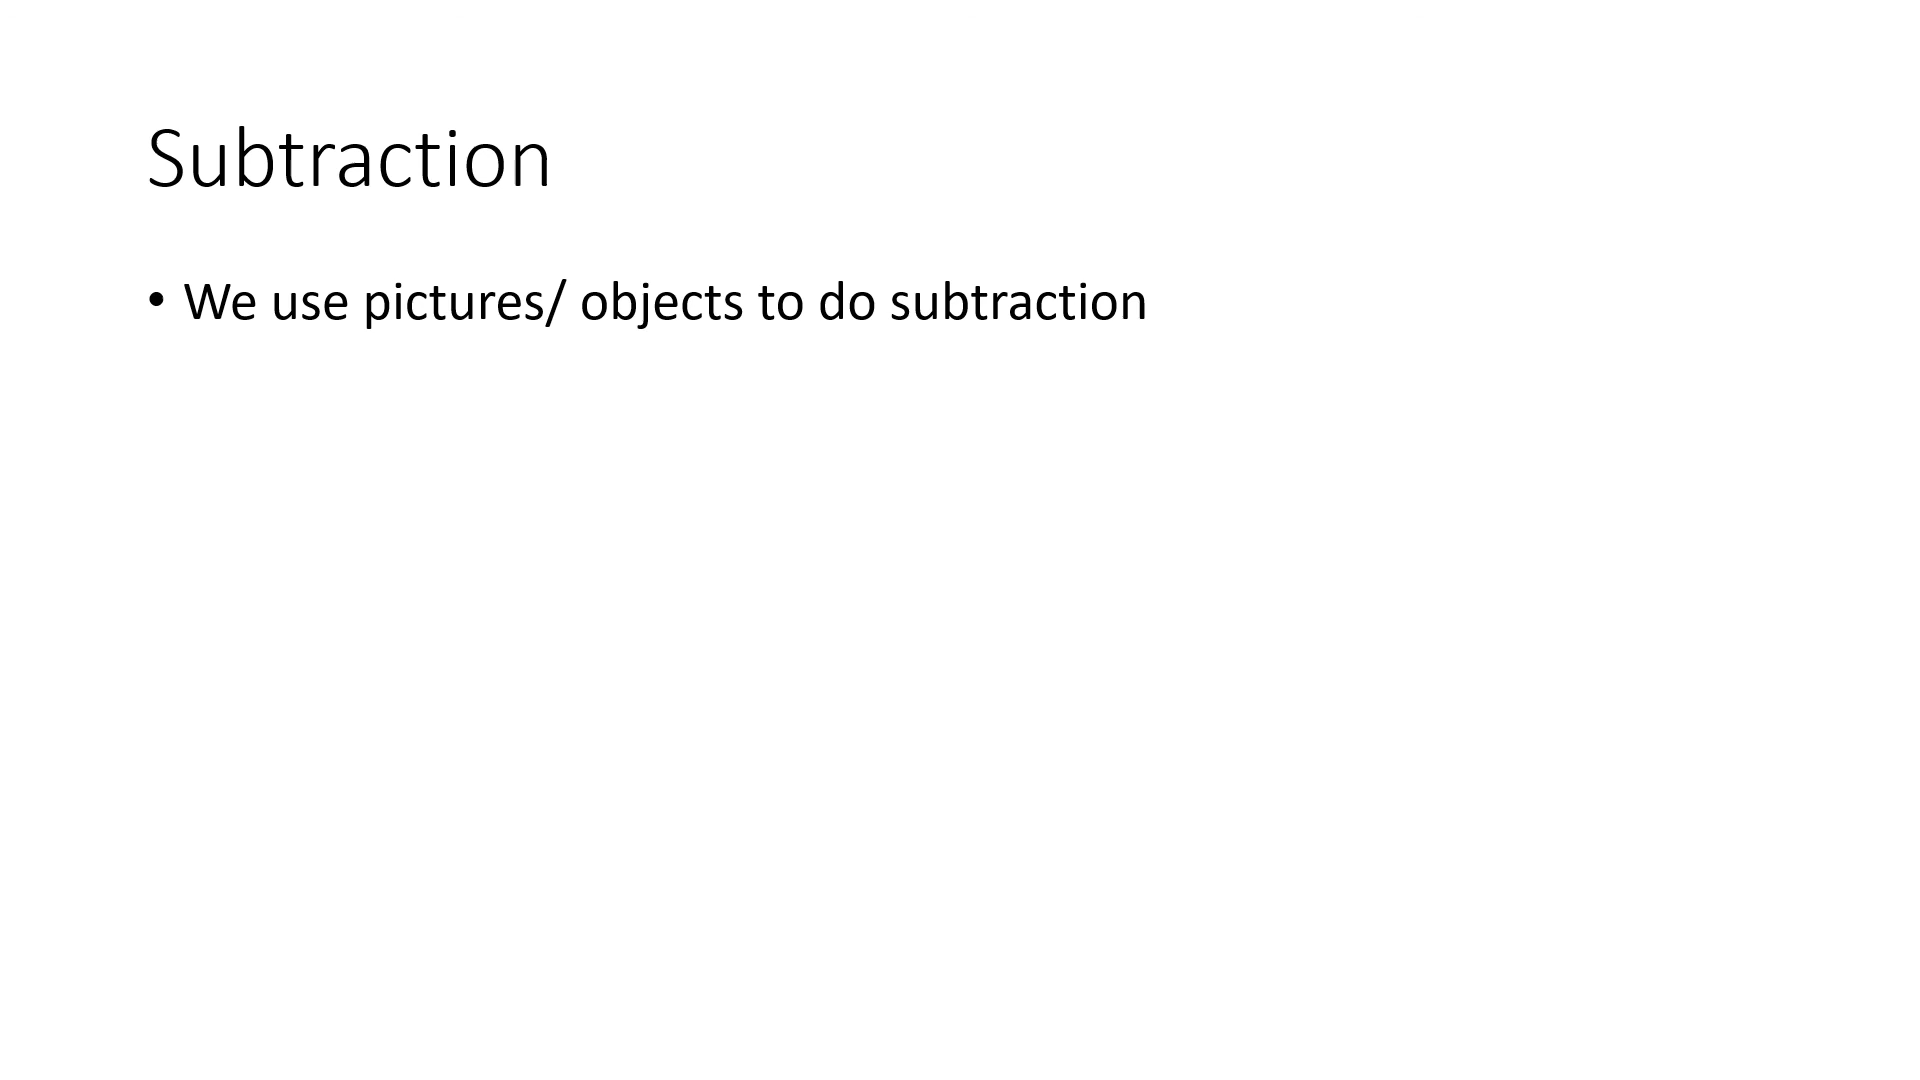 Subtraction
• We use pictures/ objects to do subtraction